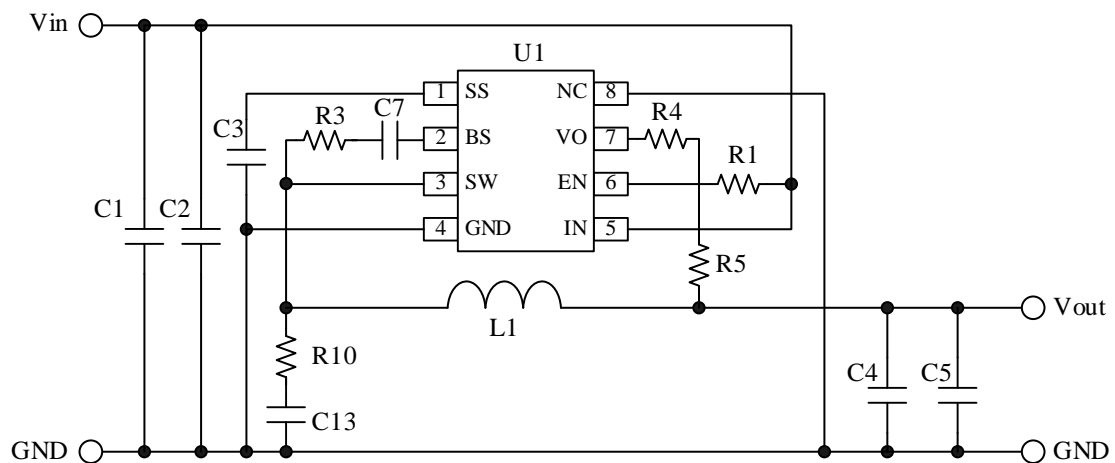 Vin
U1
1 SS NC 8
R3 C7 R4
C3 2 BS VO 7
R1
3 SW EN 6
C1 C2
4 GND IN 5
R5
L1
Vout
R10
C4 C5
C13
GND GND